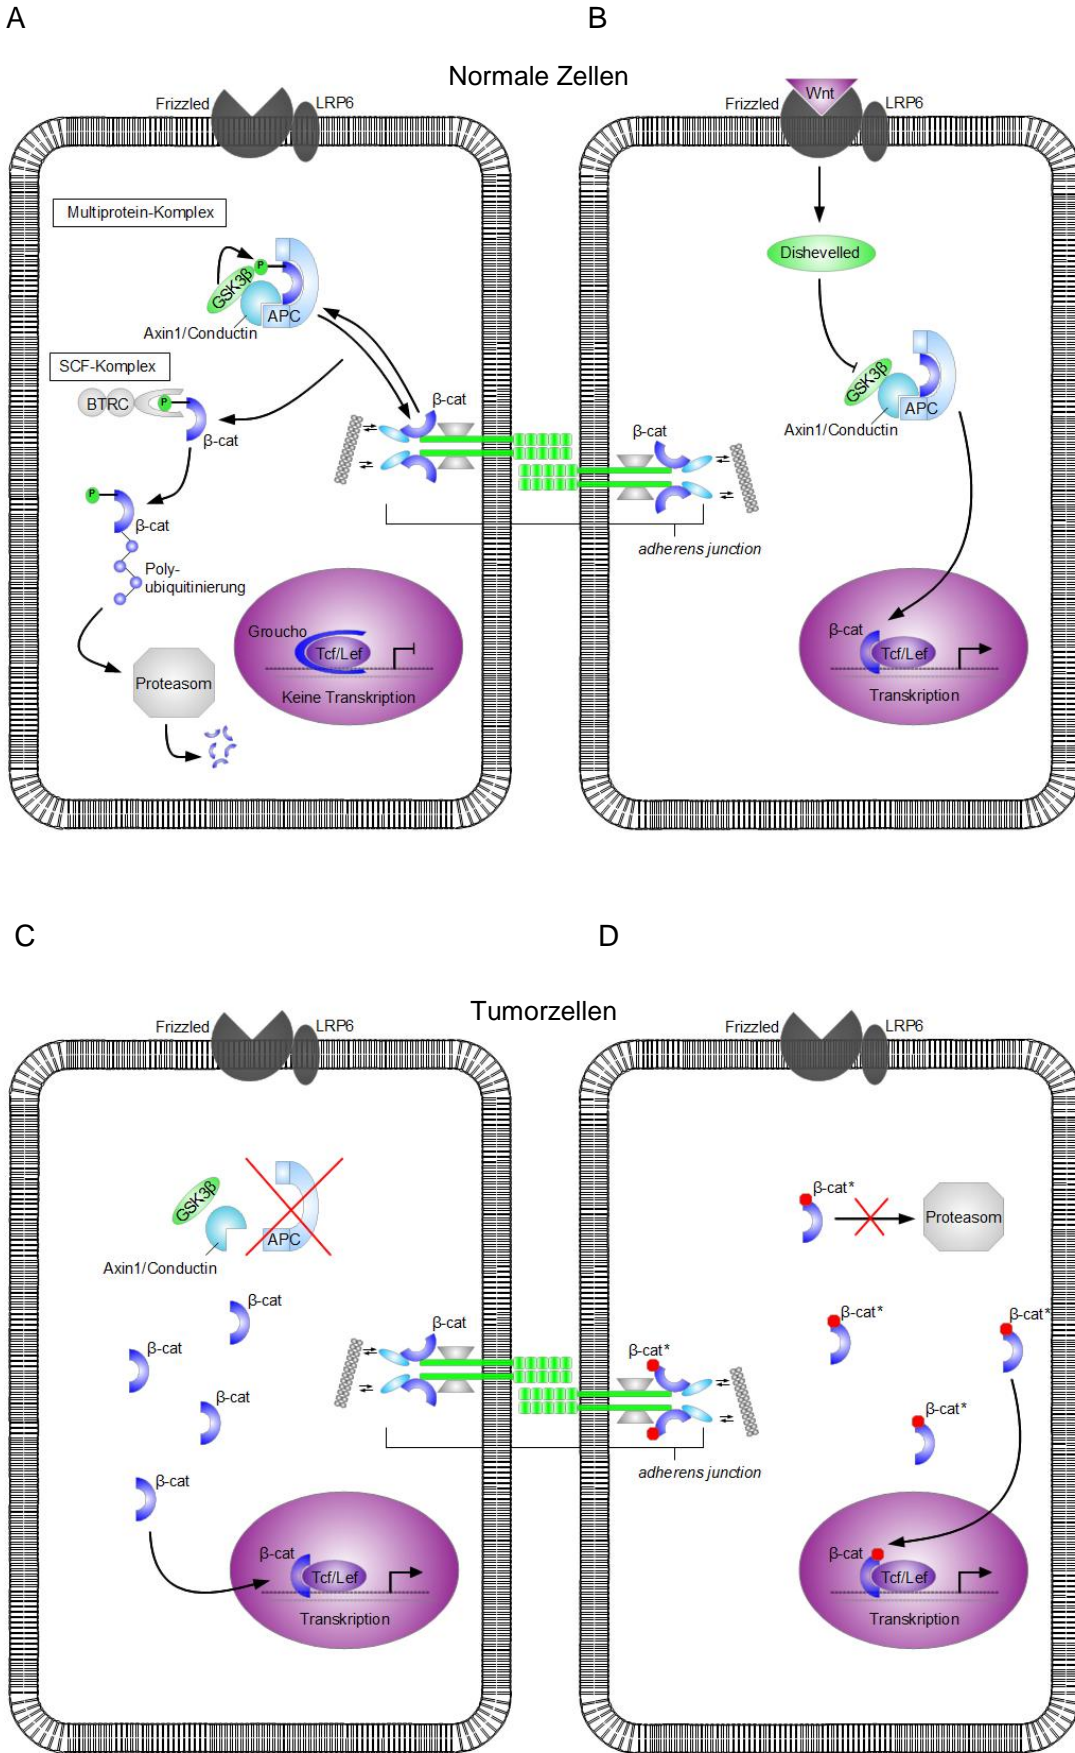 A
B
Normale Zellen
Frizzled
LRP6
Multiprotein-Komplex
P
GSK3β
APC
Axin1/Conductin
SCF-Komplex
BTRC
P
β-cat
β-cat
P
β-cat
Poly-
ubiquitinierung
Proteasom
Groucho
Tcf/Lef
Keine Transkription
Wnt
Frizzled
LRP6
Dishevelled
GSK3β
APC
Axin1/Conductin
β-cat
adherens junction
β-cat
Tcf/Lef
Transkription
C
D
Tumorzellen
Frizzled
LRP6
GSK3β
APC
Axin1/Conductin
β-cat
β-cat
β-cat
β-cat
β-cat
β-cat
Tcf/Lef
Transkription
Frizzled
LRP6
β-cat*
Proteasom
β-cat*
β-cat*
β-cat*
β-cat*
adherens junction
β-cat
Tcf/Lef
Transkription